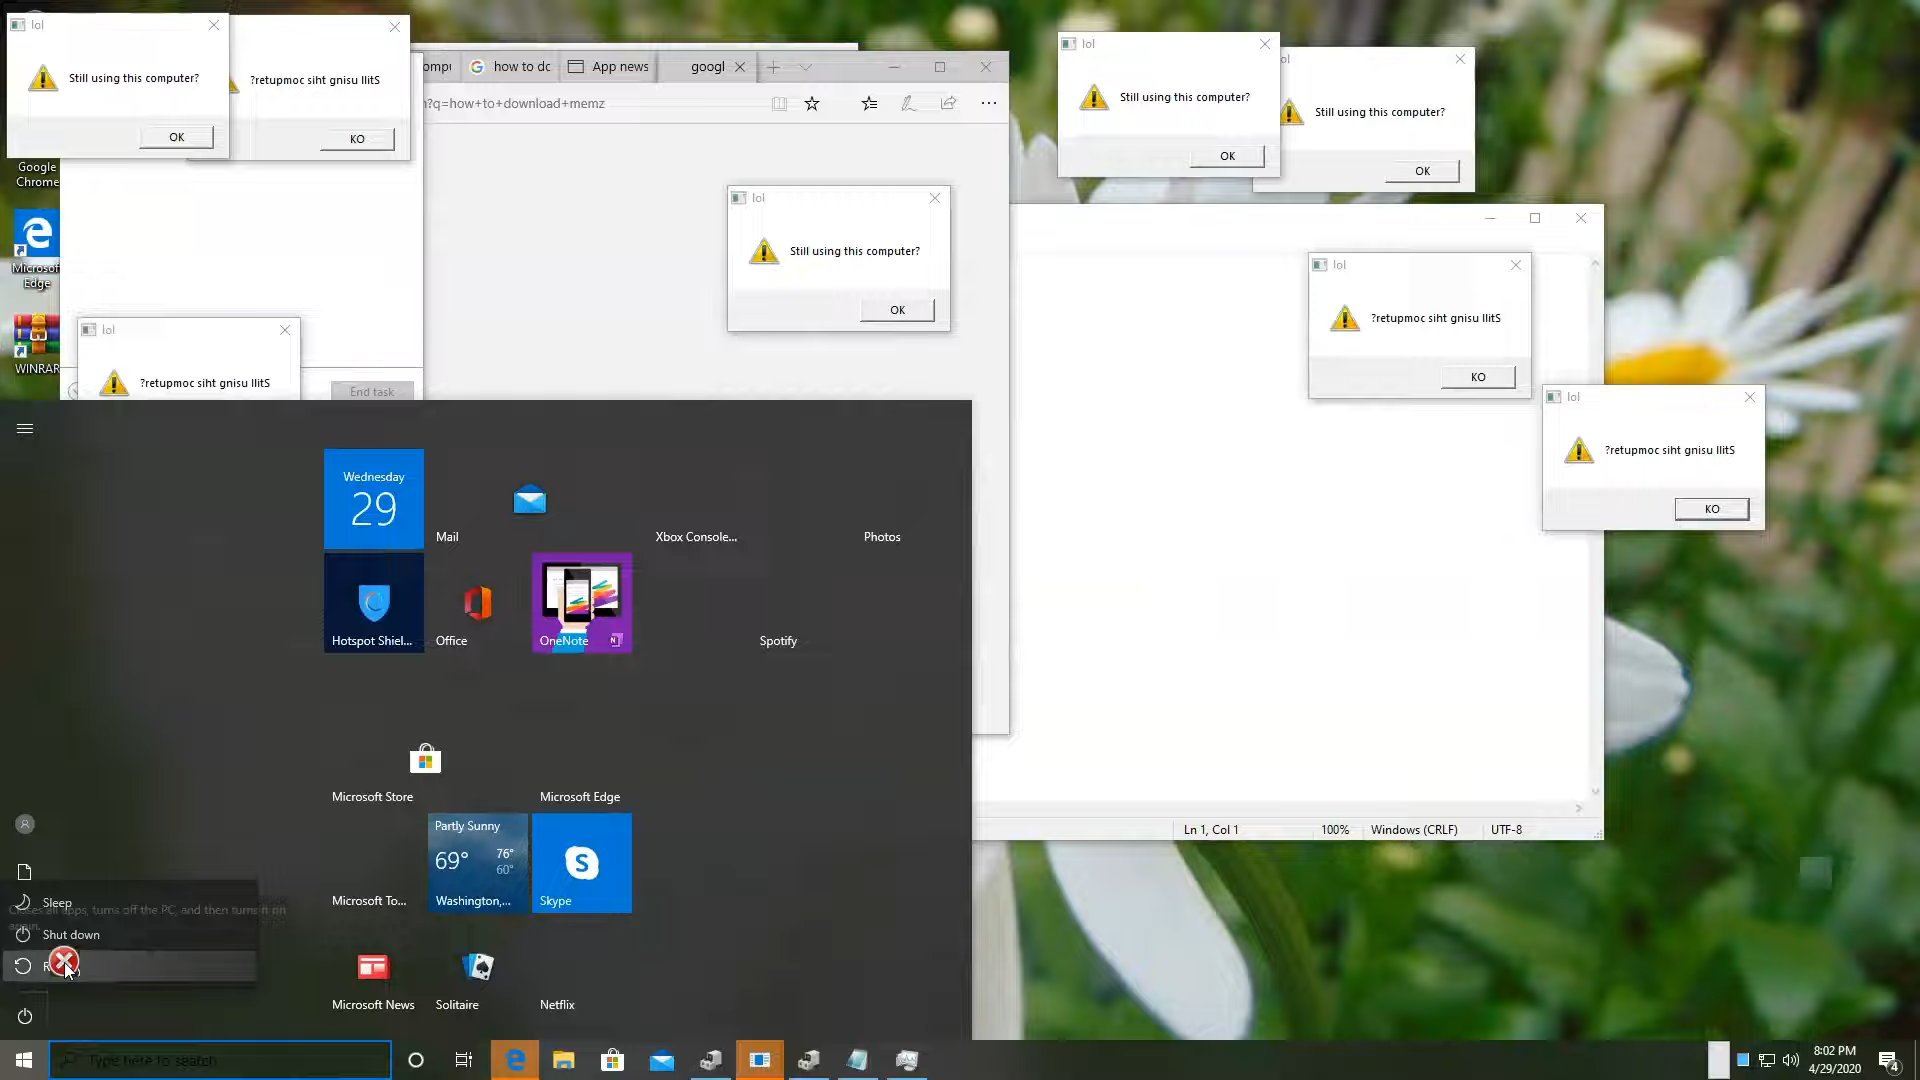 lol
Still using this computer?
OK
?retupmoc siht gnisu llitS
KO
how to dc
App news
googl
?q=how+to+download+memz
lol
Still using this computer?
OK
Still using this computer?
OK
Google
Chrome
Microsoft
Edge
WINRAR
lol
Still using this computer?
OK
lol
?retupmoc siht gnisu llitS
KO
lol
?retupmoc siht gnisu llitS
End task
lol
?retupmoc siht gnisu llitS
KO
Wednesday
29
Mail
Xbox Console...
Photos
Hotspot Shiel...
Office
OneNote
Spotify
Microsoft Store
Microsoft Edge
Partly Sunny
69° 76°
60°
Microsoft To...
Washington,...
Skype
Microsoft News
Solitaire
Netflix
Sleep
Closes all apps, turns off the PC, and then turns it on
again.
Shut down
Ln 1, Col 1
100%
Windows (CRLF)
UTF-8
Type here to search
8:02 PM
4/29/2020
4